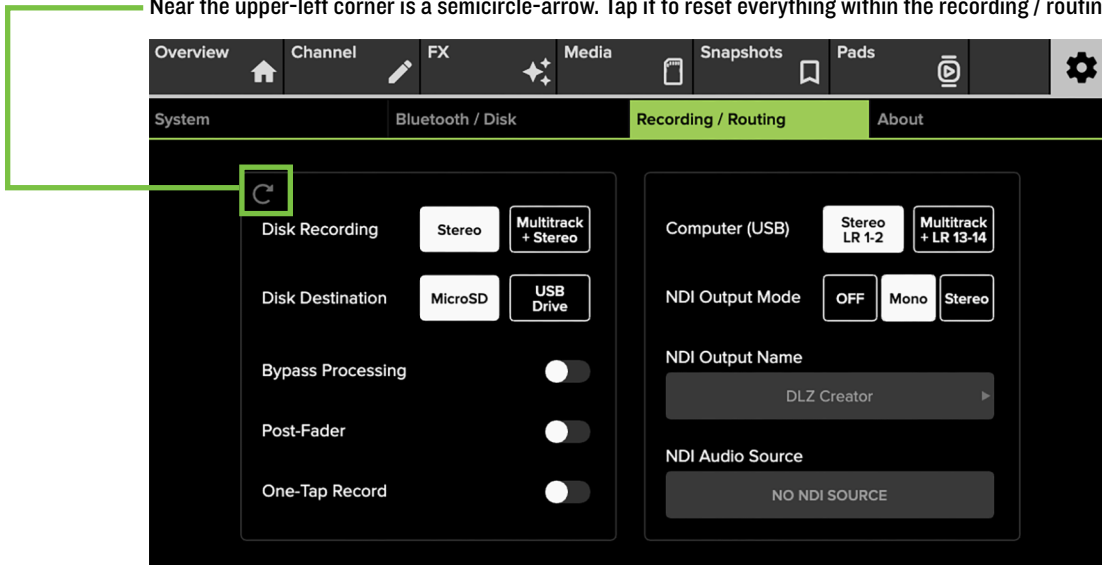 Near the upper-left corner is a semicircle-arrow. Tap it to reset everything within the recording / routin
Overview Channel FX Media Snapshots Pads
System Bluetooth / Disk Recording / Routing About
Disk Recording
Stereo
Multitrack
+ Stereo
Disk Destination
MicroSD
USB
Drive
Bypass Processing
Post-Fader
One-Tap Record
Computer (USB)
Stereo
LR 1-2
Multitrack
+ LR 13-14
NDI Output Mode
OFF
Mono
Stereo
NDI Output Name
DLZ Creator
NDI Audio Source
NO NDI SOURCE